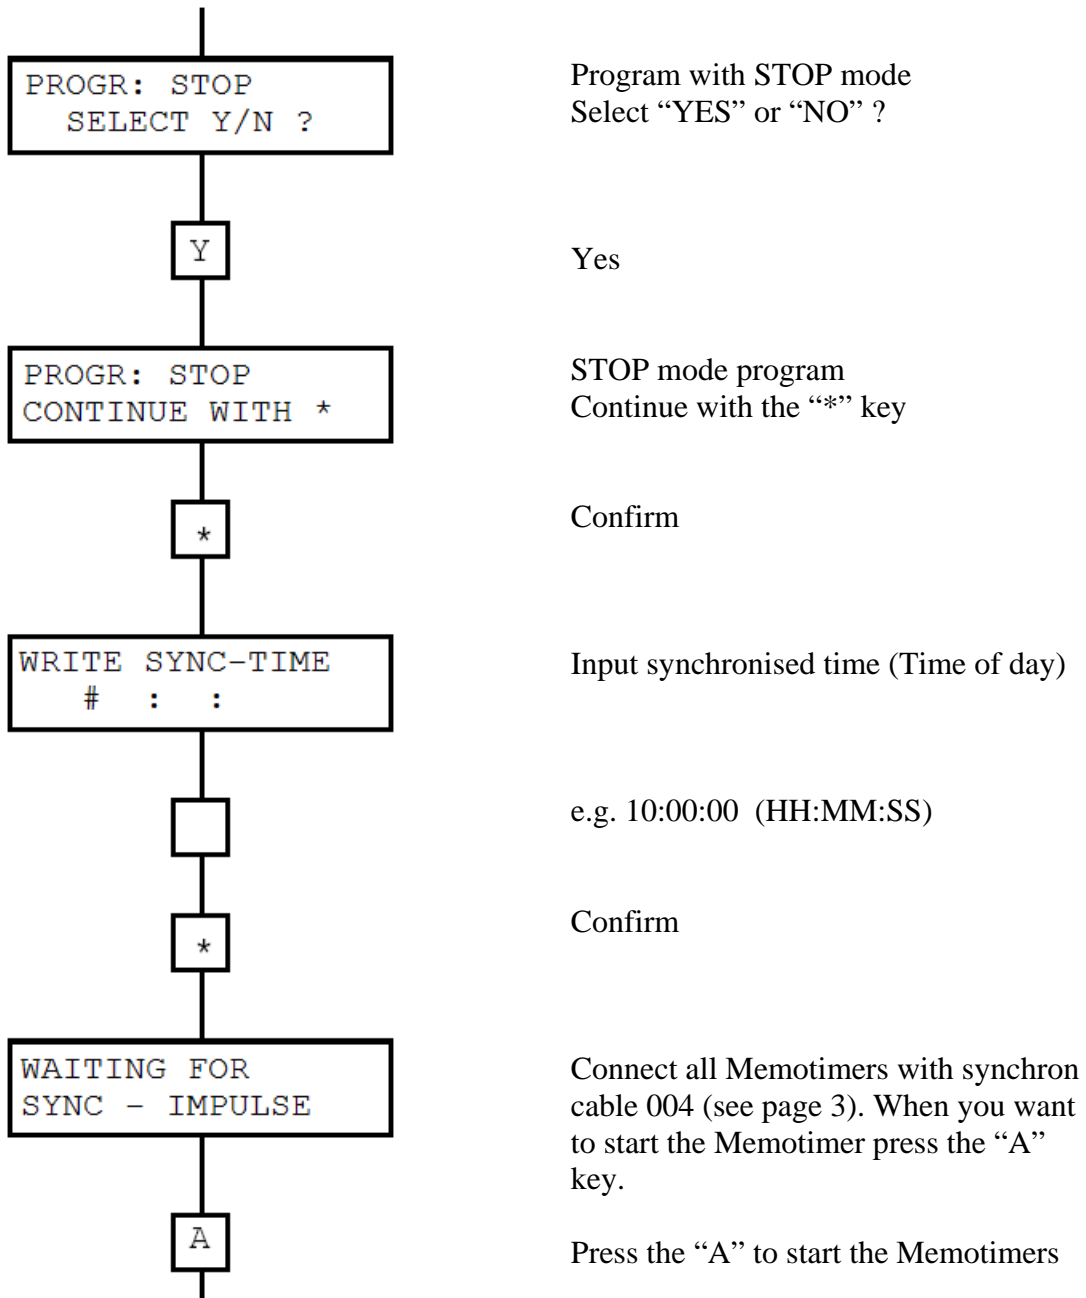 PROGR: STOP
SELECT Y/N ?
Program with STOP mode
Select “YES” or “NO” ?
Y
Yes
PROGR: STOP
CONTINUE WITH *
STOP mode program
Continue with the “*” key
*
Confirm
WRITE SYNC-TIME
# : :
Input synchronised time (Time of day)
e.g. 10:00:00 (HH:MM:SS)
*
Confirm
WAITING FOR
SYNC - IMPULSE
Connect all Memotimers with synchron
cable 004 (see page 3). When you want
to start the Memotimer press the “A”
key.
A
Press the “A” to start the Memotimers